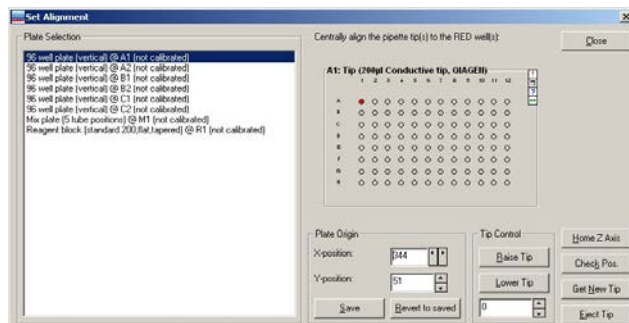 Set Alignment
Plate Selection
96 well plate (vertical) @ A1 (not calibrated)
96 well plate (vertical) @ A2 (not calibrated)
96 well plate (vertical) @ B1 (not calibrated)
96 well plate (vertical) @ B2 (not calibrated)
96 well plate (vertical) @ C1 (not calibrated)
96 well plate (vertical) @ C2 (not calibrated)
Mix plate (5 tube positions) @ M1 (not calibrated)
Reagent block (standard 200,flat,tapered) @ R1 (not calibrated)
Centrally align the pipette tip(s) to the RED well(s):
Close
A1: Tip (200µl Conductive tip, QIAGEN)
1 2 3 4 5 6 7 8 9 10 11 12
A
B
C
D
E
F
G
H
Plate Origin
X-position: 344
Y-position: 51
Save Revert to saved
Tip Control
Raise Tip
Lower Tip
0
Home Z Axis
Check Pos.
Get New Tip
Eject Tip